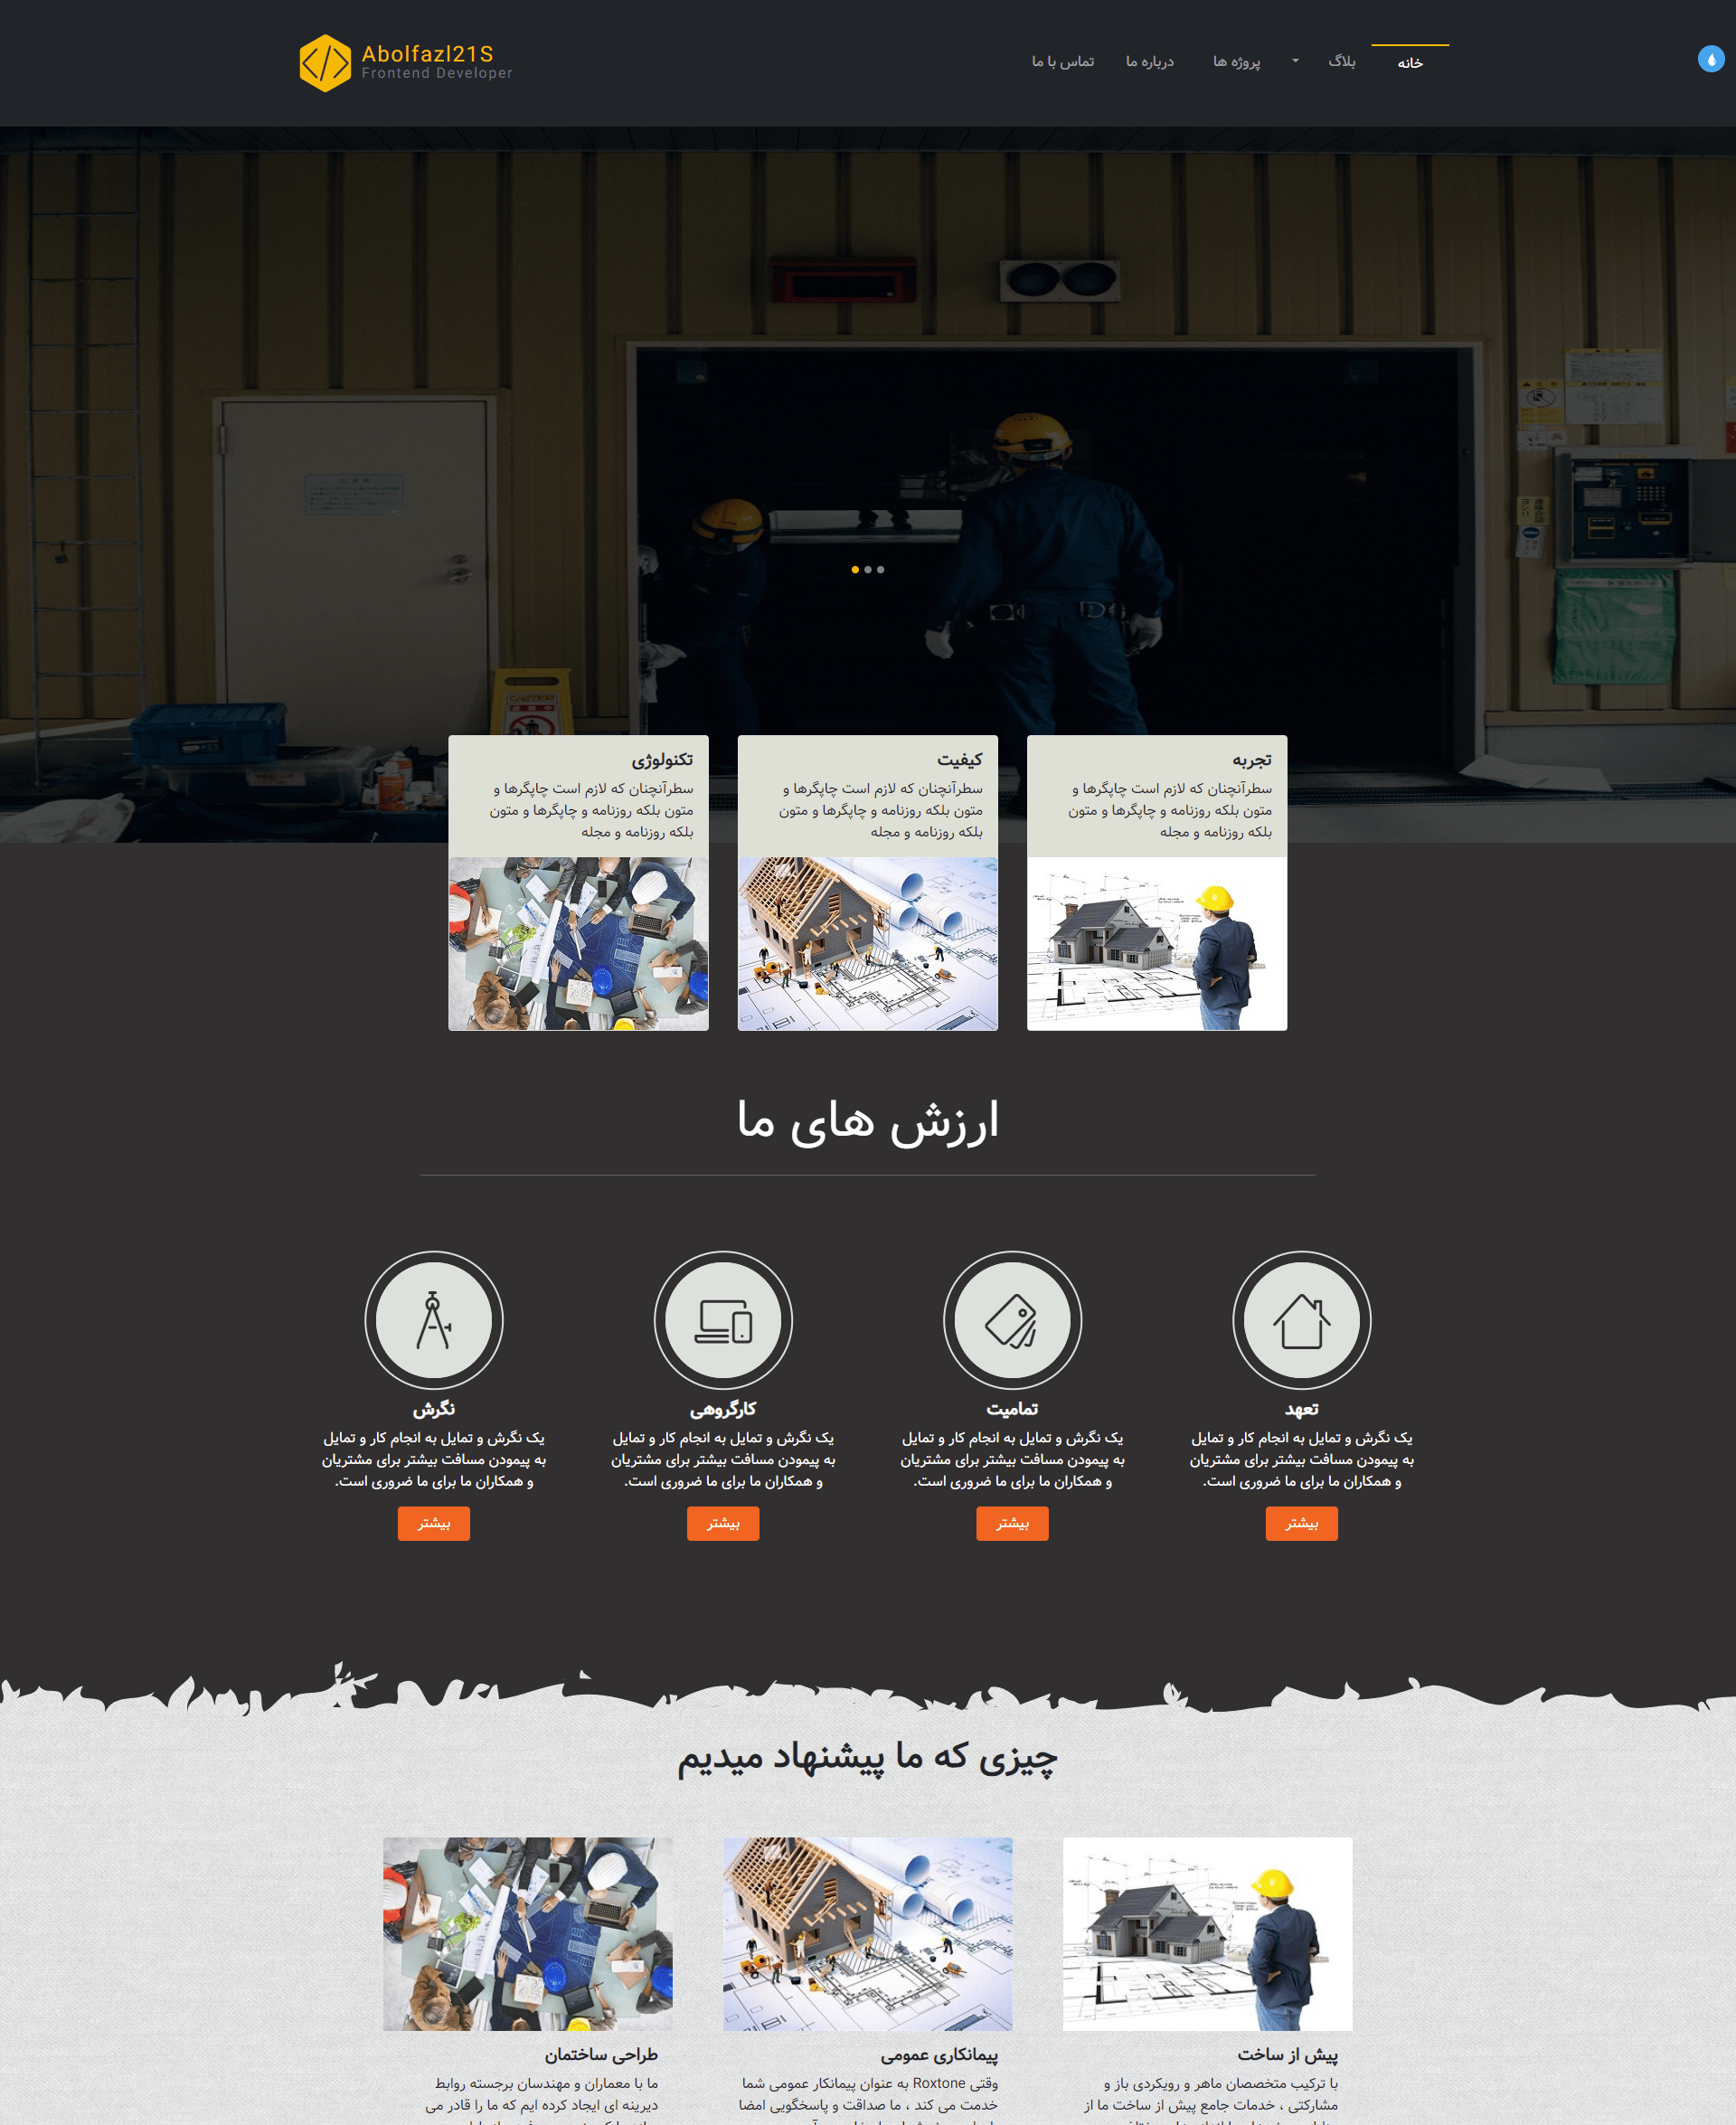 Abolfazl21S
Frontend Developer
خانه
بلاگ
پروژه ها
درباره ما
تماس با ما
تجربه
سطرآنچنان که لازم است چاپگرها و
متون بلکه روزنامه و چاپگرها و متون
بلکه روزنامه و مجله
کیفیت
سطرآنچنان که لازم است چاپگرها و
متون بلکه روزنامه و چاپگرها و متون
بلکه روزنامه و مجله
تکنولوژی
سطرآنچنان که لازم است چاپگرها و
متون بلکه روزنامه و چاپگرها و متون
بلکه روزنامه و مجله
ارزش های ما
تعهد
یک نگرش و تمایل به انجام کار و تمایل
به پیمودن مسافت بیشتر برای مشتریان
و همکاران ما برای ما ضروری است.
بیشتر
تمامیت
یک نگرش و تمایل به انجام کار و تمایل
به پیمودن مسافت بیشتر برای مشتریان
و همکاران ما برای ما ضروری است.
بیشتر
کارگروهی
یک نگرش و تمایل به انجام کار و تمایل
به پیمودن مسافت بیشتر برای مشتریان
و همکاران ما برای ما ضروری است.
بیشتر
نگرش
یک نگرش و تمایل به انجام کار و تمایل
به پیمودن مسافت بیشتر برای مشتریان
و همکاران ما برای ما ضروری است.
بیشتر
چیزی که ما پیشنهاد میدیم
پیش از ساخت
با ترکیب متخصصان ماهر و رویکردی باز و
مشارکتی ، خدمات جامع پیش از ساخت ما از
پیمانکاری عمومی
وقتی Roxtone به عنوان پیمانکار عمومی شما
خدمت می کند ، ما صداقت و پاسخگویی امضا
طراحی ساختمان
ما با معماران و مهندسان برجسته روابط
دیرینه ای ایجاد کرده ایم که ما را قادر می